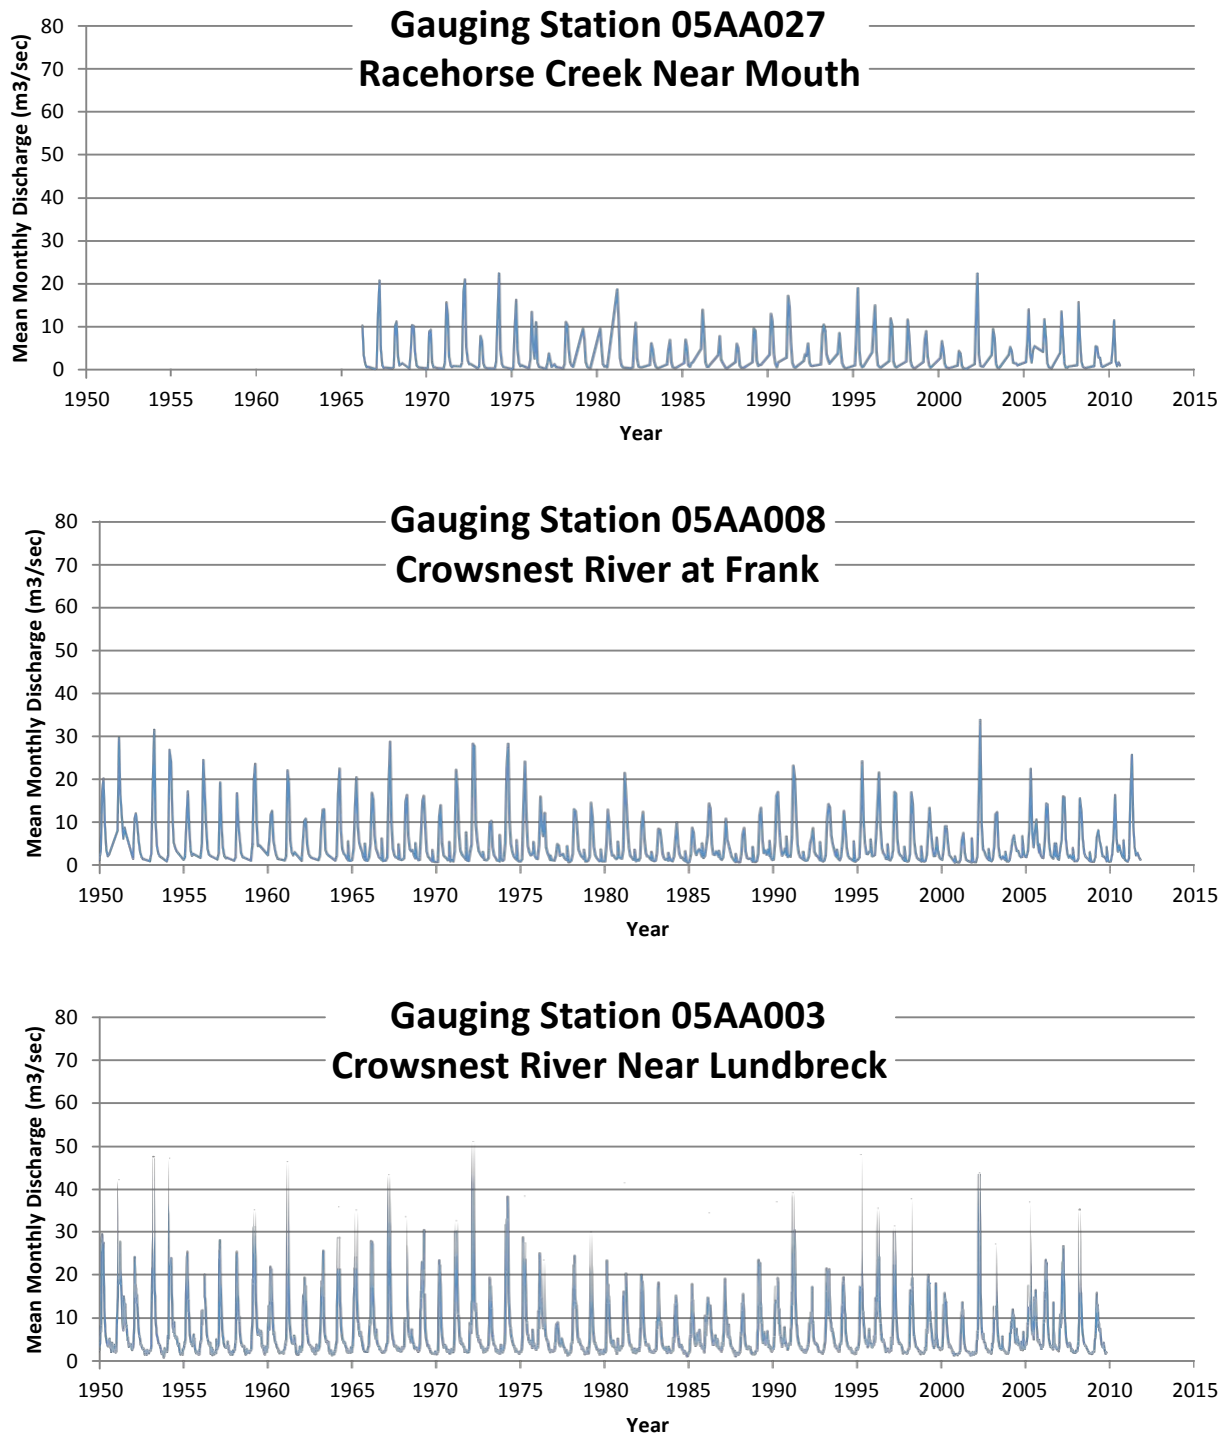 Gauging Station 05AA027
Racehorse Creek Near Mouth
Mean Monthly Discharge (m3/sec)
80
70
60
50
40
30
20
10
0
1950 1955 1960 1965 1970 1975 1980 1985 1990 1995 2000 2005 2010 2015
Year
Gauging Station 05AA008
Crowsnest River at Frank
Mean Monthly Discharge (m3/sec)
80
70
60
50
40
30
20
10
0
1950 1955 1960 1965 1970 1975 1980 1985 1990 1995 2000 2005 2010 2015
Year
Gauging Station 05AA003
Crowsnest River Near Lundbreck
Mean Monthly Discharge (m3/sec)
80
70
60
50
40
30
20
10
0
1950 1955 1960 1965 1970 1975 1980 1985 1990 1995 2000 2005 2010 2015
Year